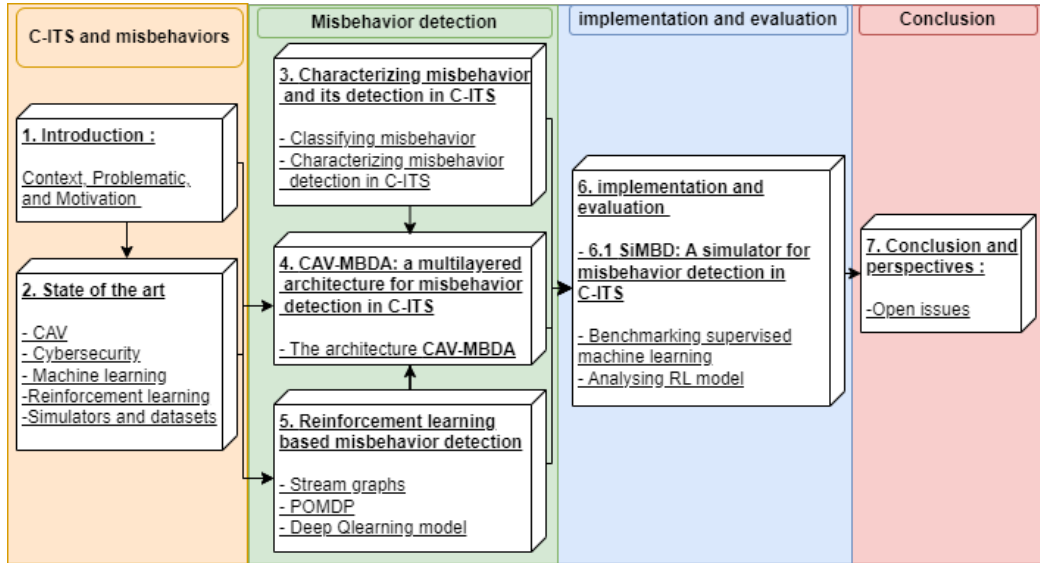 C-ITS and misbehaviors
1. Introduction :
Context, Problematic,
and Motivation
2. State of the art
- CAV
- Cybersecurity
- Machine learning
-Reinforcement learning
-Simulators and datasets
Misbehavior detection
3. Characterizing misbehavior
and its detection in C-ITS
- Classifying misbehavior
- Characterizing misbehavior
detection in C-ITS
4. CAV-MBDA: a multilayered
architecture for misbehavior
detection in C-ITS
- The architecture CAV-MBDA
5. Reinforcement learning
based misbehavior detection
- Stream graphs
- POMDP
- Deep Qlearning model
implementation and evaluation
6. implementation and
evaluation
- 6.1 SiMBD: A simulator for
misbehavior detection in
C-ITS
- Benchmarking supervised
machine learning
- Analysing RL model
Conclusion
7. Conclusion and
perspectives :
-Open issues